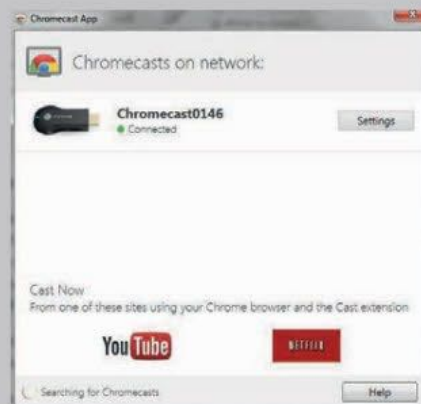 Chromecast App
Chromecasts on network:
Chromecast0146
Connected
Settings
Cast Now
From one of these sites using your Chrome browser and the Cast extension
YouTube
NETFLIX
Searching for Chromecasts
Help